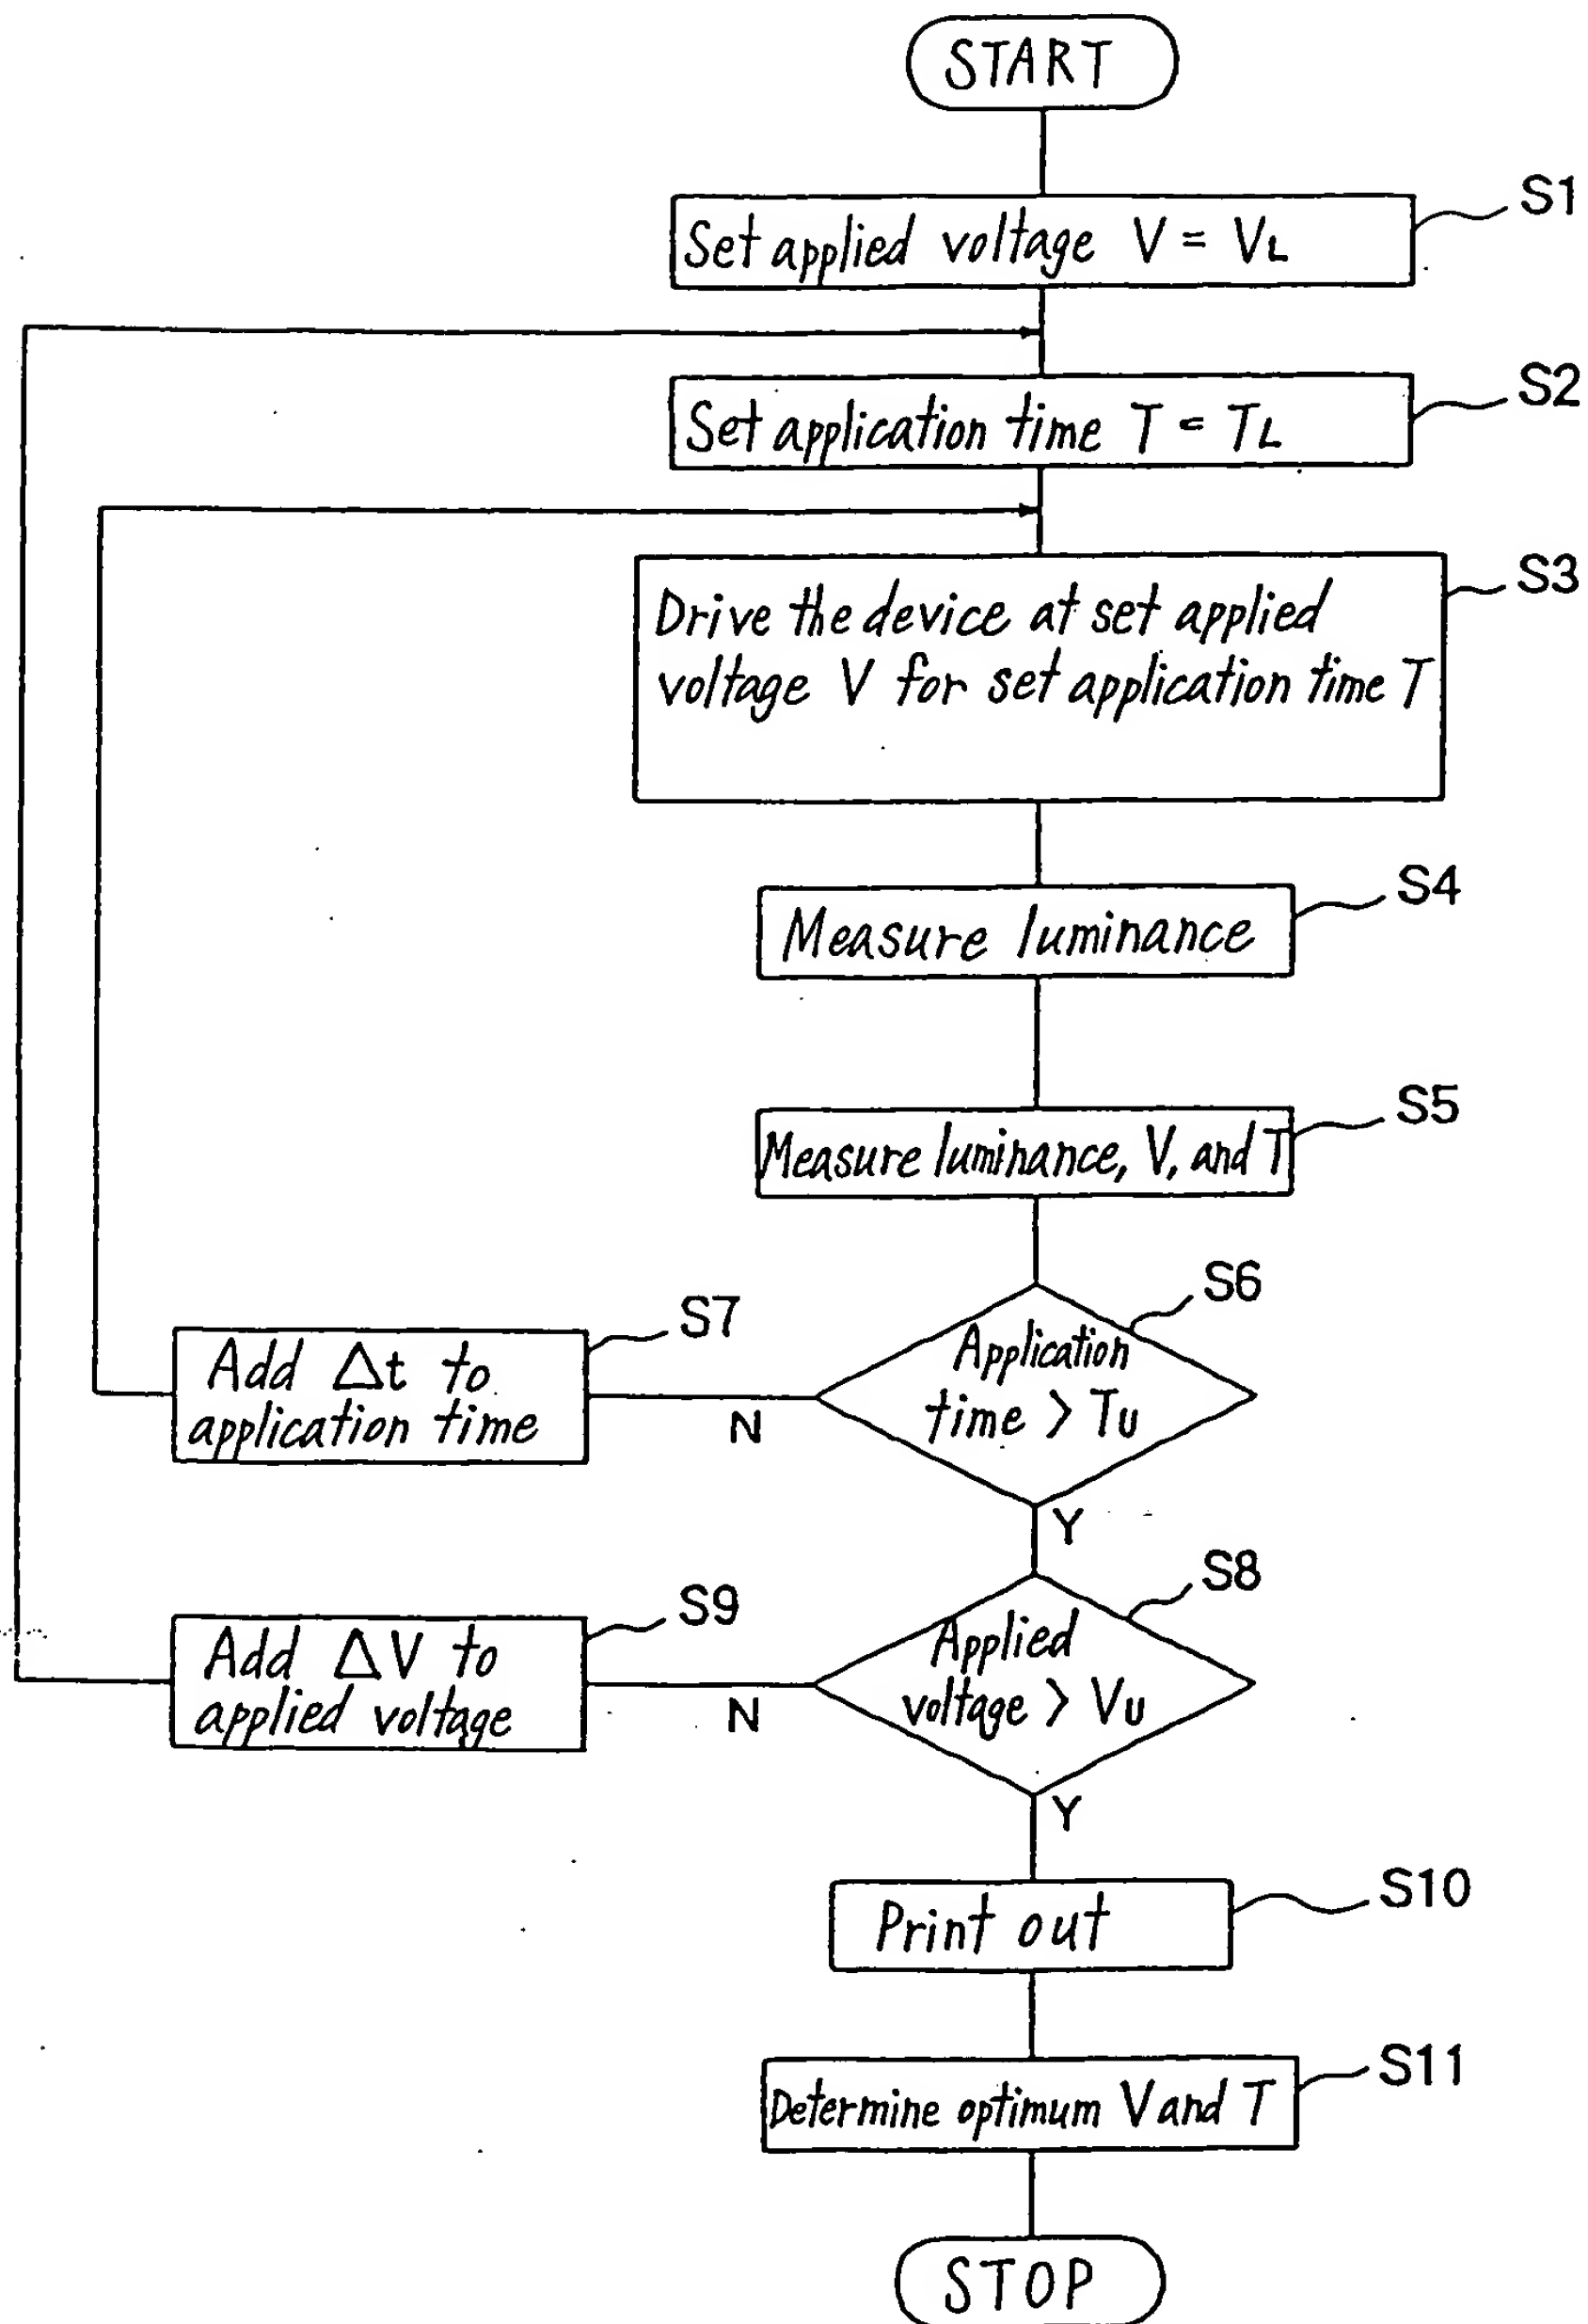 START
S1
Set applied voltage V = VL
S2
Set application time T = TL
S3
Drive the device at set applied
voltage V for set application time T
S4
Measure luminance
S5
Measure luminance, V, and T
S6
Application
time > TU
S7
Add Δt to
application time
N
Y
S8
Applied
voltage > VU
S9
Add ΔV to
applied voltage
N
Y
S10
Print out
S11
Determine optimum V and T
STOP